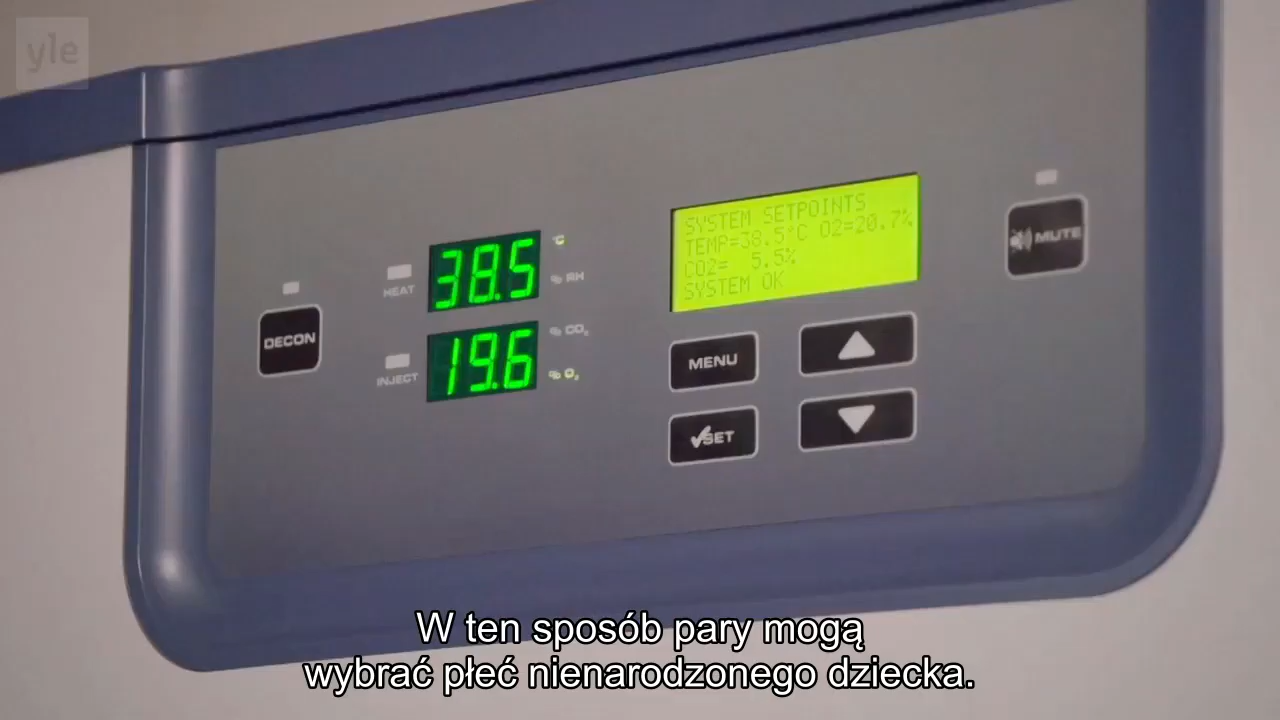 yle
SYSTEM SETPOINTS
TEMP=38.5°C O2=20.7%
CO2= 5.5%
SYSTEM OK
38.5
°C
% RH
HEAT
MUTE
DECON
19.6
% CO₂
% O₂
INJECT
MENU
SET
W ten sposób pary mogą
wybrać płeć nienarodzonego dziecka.